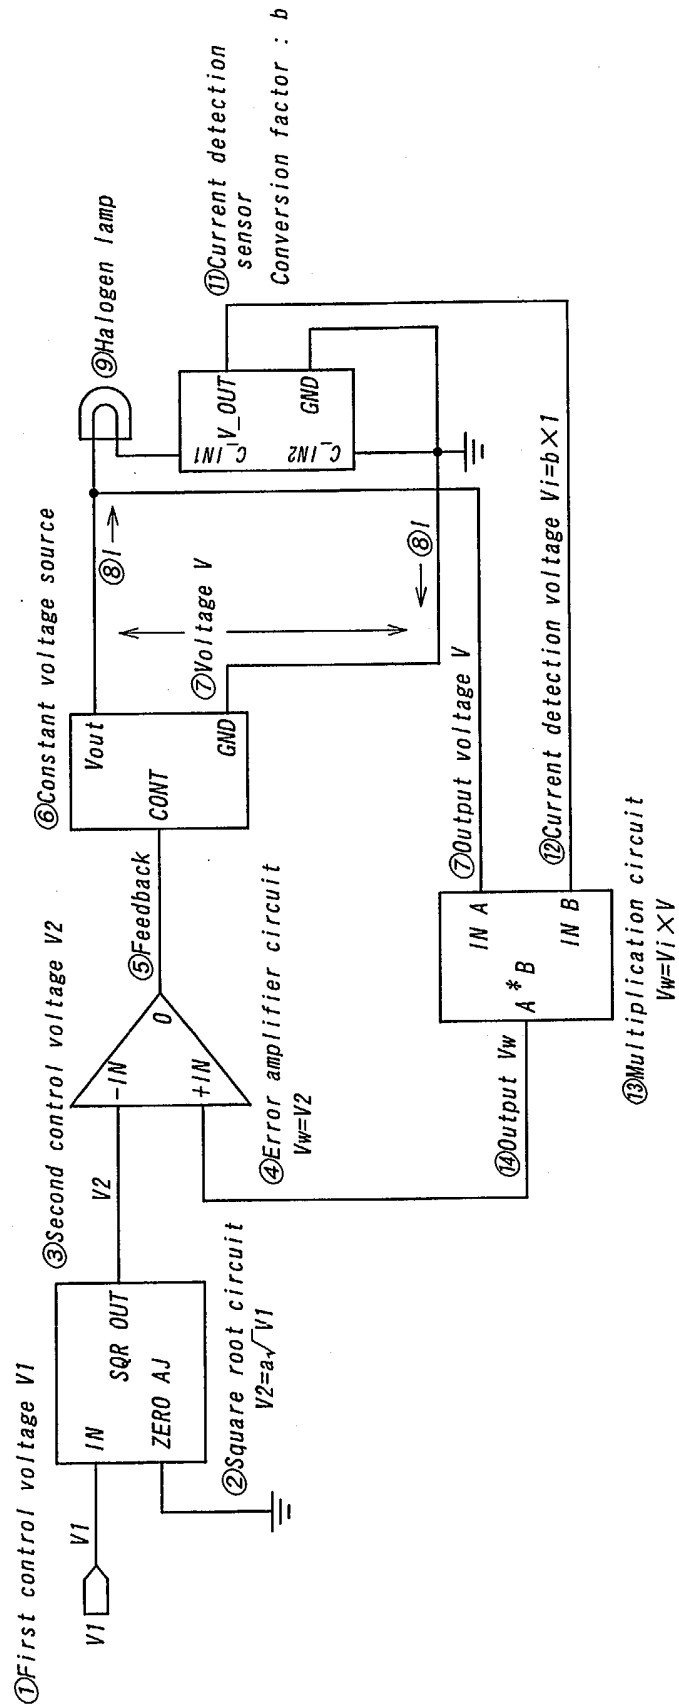 ①First control voltage V1
V1
V1
IN
SQR OUT
ZERO AJ
②Square root circuit
V2=a√V1
③Second control voltage V2
V2
-IN
+IN
O
④Error amplifier circuit
Vw=V2
⑤Feedback
⑥Constant voltage source
Vout
CONT
GND
⑦Voltage V
⑧I
⑧I
⑨Halogen lamp
C_IN1
C_IN2
V_OUT
GND
⑪Current detection
sensor
Conversion factor : b
⑦Output voltage V
⑫Current detection voltage Vi=b×1
IN A
A*B
IN B
⑬Multiplication circuit
Vw=Vi×V
⑭Output Vw